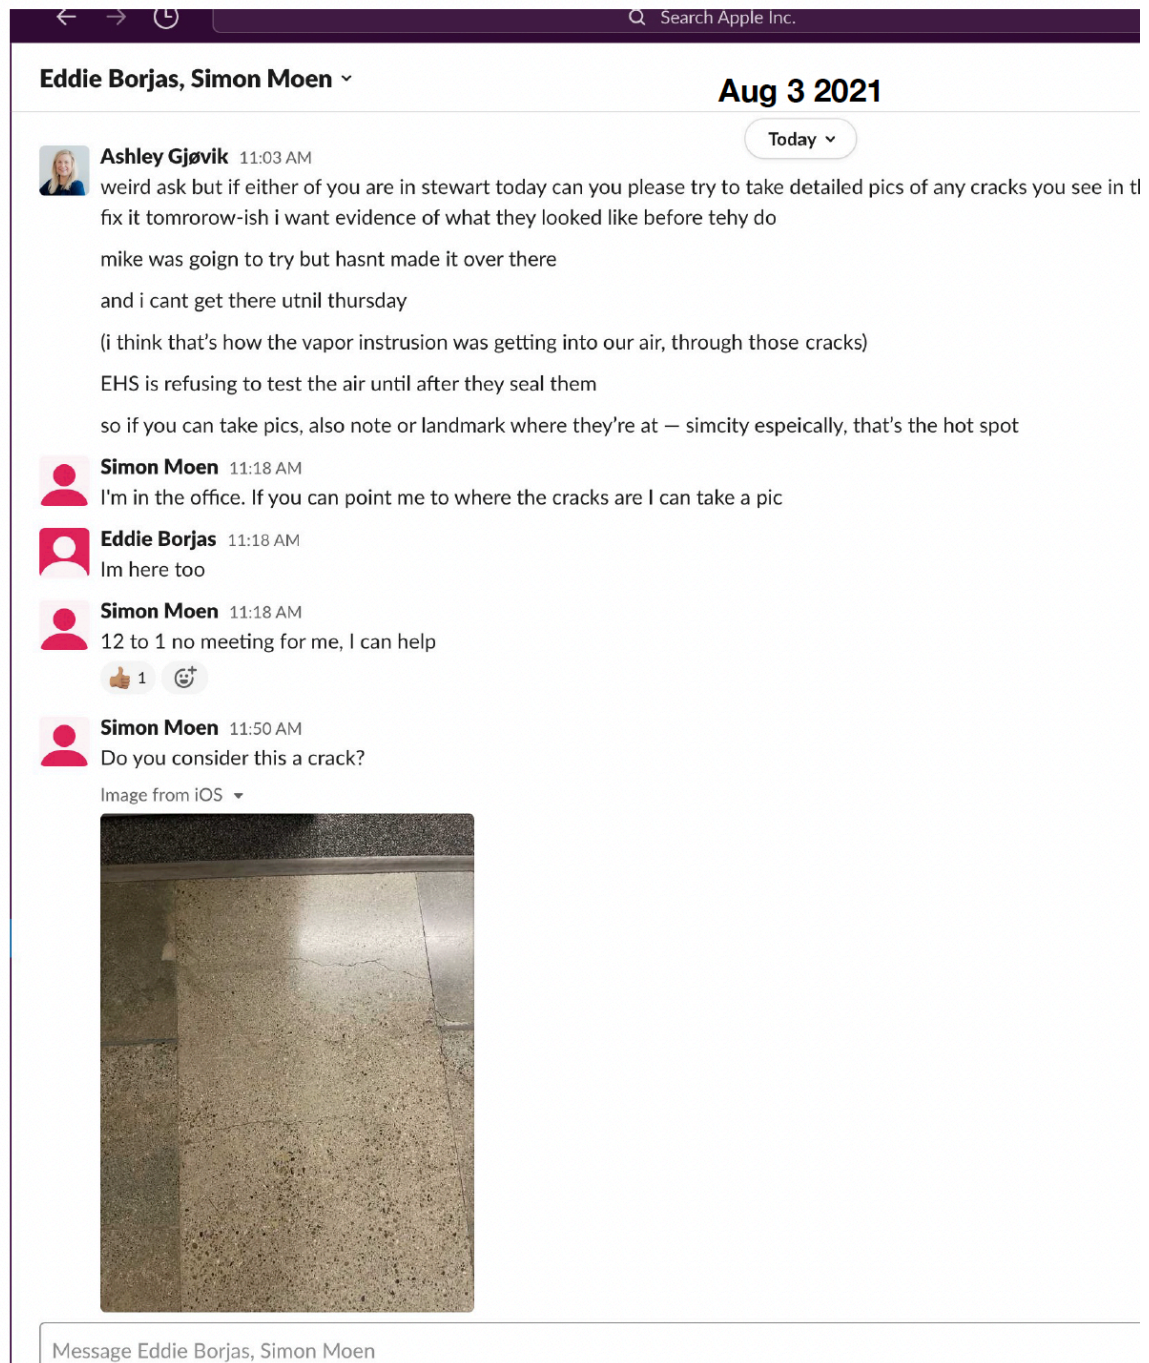 Search Apple Inc.
Eddie Borjas, Simon Moen
Aug 3 2021
Today
Ashley Gjøvik 11:03 AM
weird ask but if either of you are in stewart today can you please try to take detailed pics of any cracks you see in
fix it tomrorow-ish i want evidence of what they looked like before tehy do
mike was goign to try but hasnt made it over there
and i cant get there utnil thursday
(i think that's how the vapor instrusion was getting into our air, through those cracks)
EHS is refusing to test the air until after they seal them
so if you can take pics, also note or landmark where they're at — simcity espeically, that's the hot spot
Simon Moen 11:18 AM
I'm in the office. If you can point me to where the cracks are I can take a pic
Eddie Borjas 11:18 AM
Im here too
Simon Moen 11:18 AM
12 to 1 no meeting for me, I can help
1
Simon Moen 11:50 AM
Do you consider this a crack?
Image from iOS
Message Eddie Borjas, Simon Moen